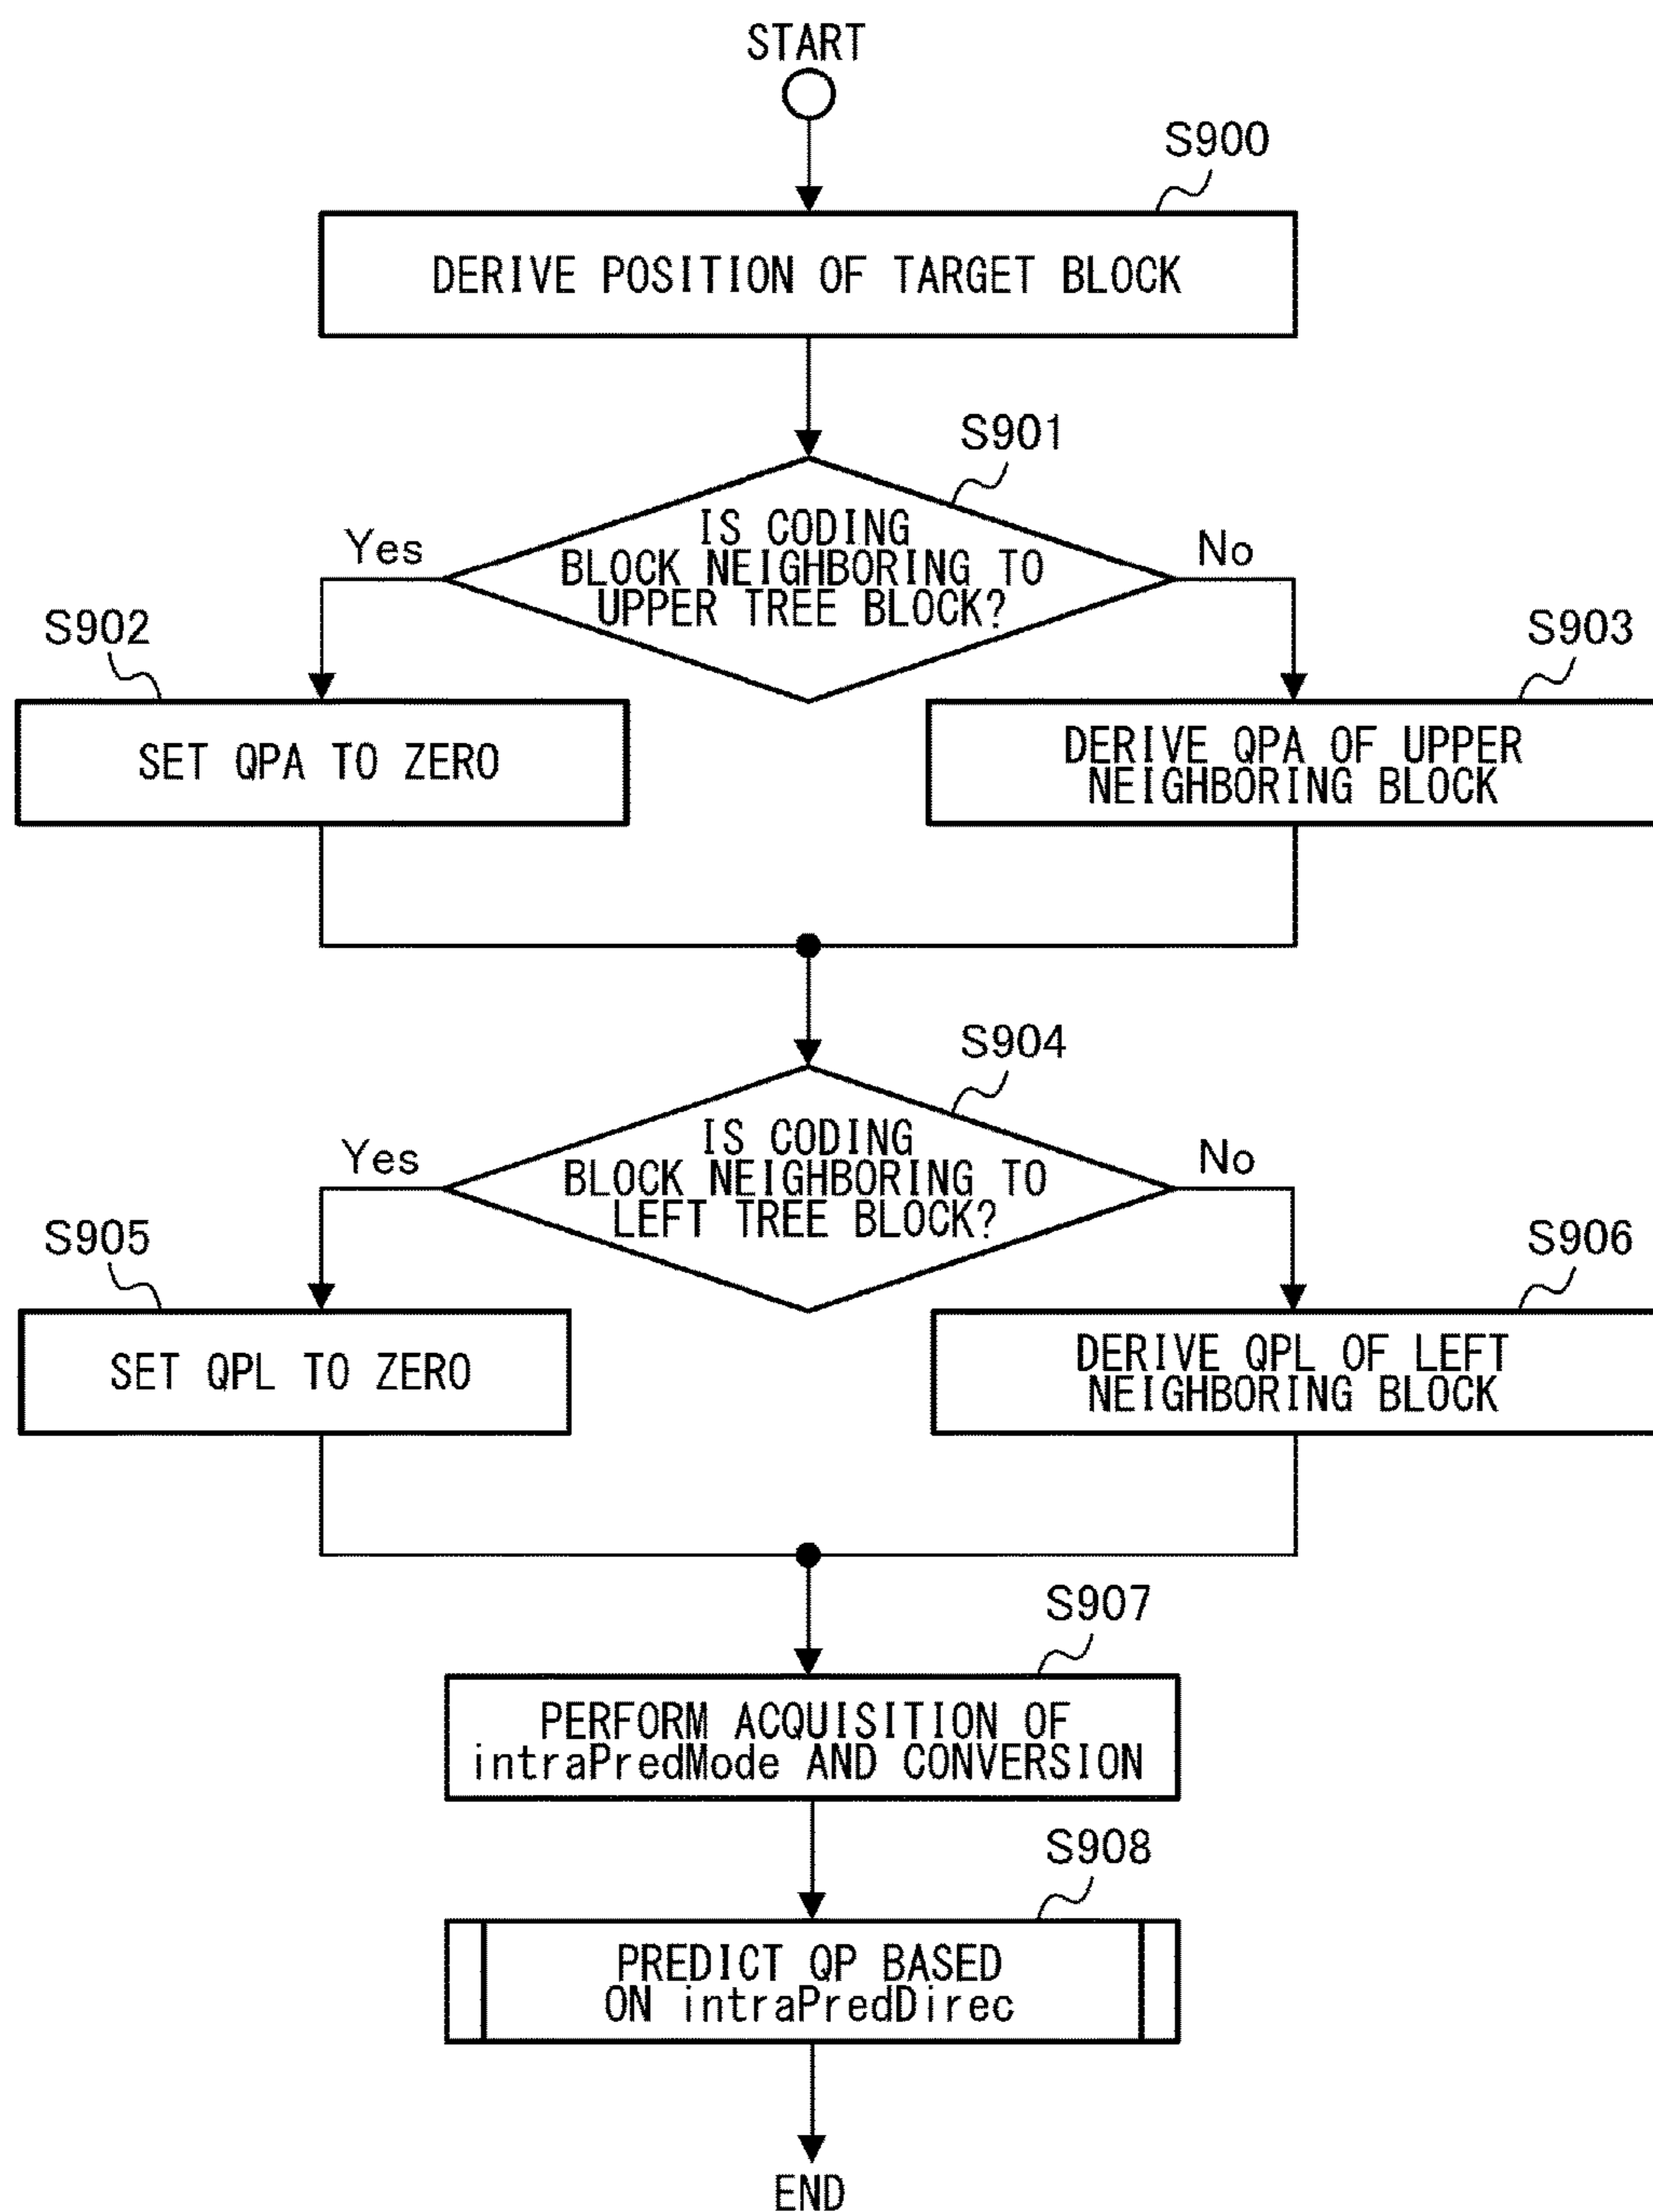 START
S900
DERIVE POSITION OF TARGET BLOCK
S901
IS CODING
BLOCK NEIGHBORING TO
UPPER TREE BLOCK?
Yes
No
S902
S903
SET QPA TO ZERO
DERIVE QPA OF UPPER
NEIGHBORING BLOCK
S904
IS CODING
BLOCK NEIGHBORING TO
LEFT TREE BLOCK?
Yes
No
S905
S906
SET QPL TO ZERO
DERIVE QPL OF LEFT
NEIGHBORING BLOCK
S907
PERFORM ACQUISITION OF
intraPredMode AND CONVERSION
S908
PREDICT QP BASED
ON intraPredDirec
END